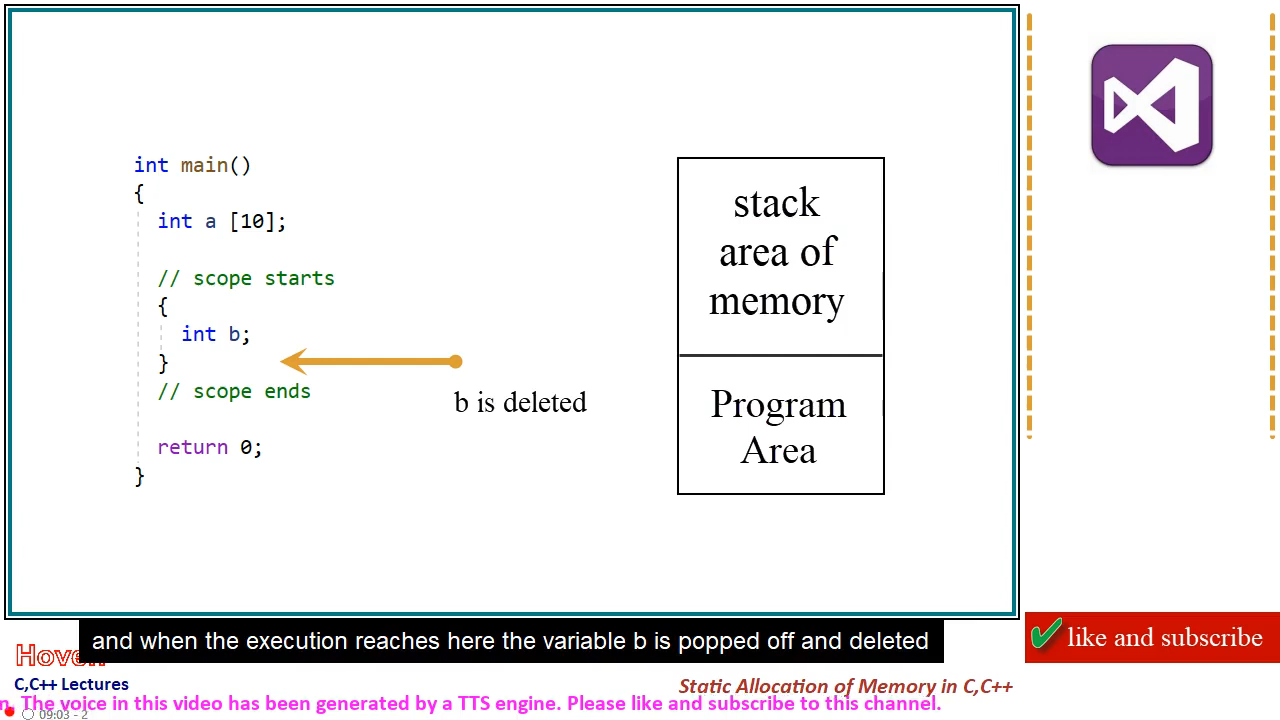 int main()
{
int a [10];
// scope starts
{
int b;
}
// scope ends
return 0;
}
b is deleted
stack
area of
memory
Program
Area
and when the execution reaches here the variable b is popped off and deleted
like and subscribe
C,C++ Lectures
Static Allocation of Memory in C,C++
n. The voice in this video has been generated by a TTS engine. Please like and subscribe to this channel.
09:03 - 2